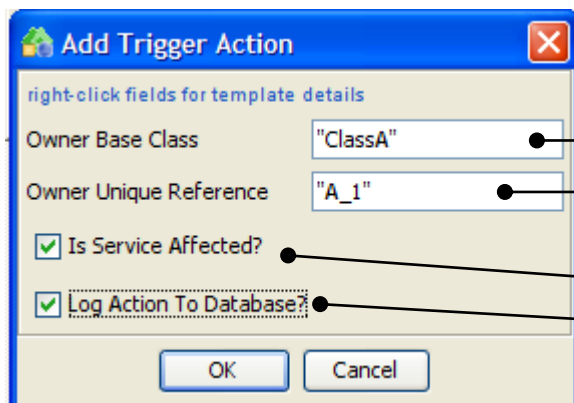 Add Trigger Action
right-click fields for template details
Owner Base Class "ClassA"
Owner Unique Reference "A_1"
Is Service Affected?
Log Action To Database?
OK Cancel